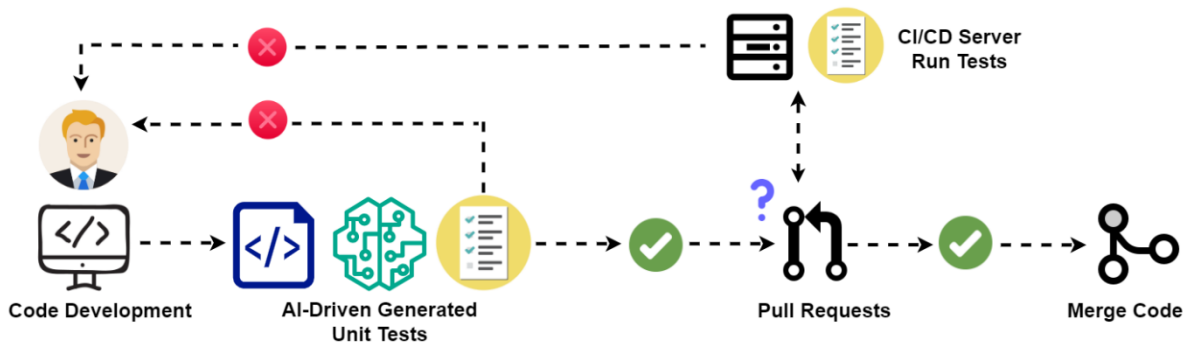 CI/CD Server
Run Tests
</>
</>
?
Code Development
AI-Driven Generated
Unit Tests
Pull Requests
Merge Code